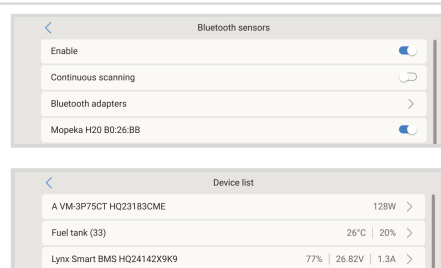 Bluetooth sensors
Enable
Continuous scanning
Bluetooth adapters
Mopeka H20 B0:26:BB
Device list
A VM-3P75CT HQ23183CME 128W
Fuel tank (33) 26°C 20%
Lynx Smart BMS HQ24142X9K9 77% 26.82V 1.3A